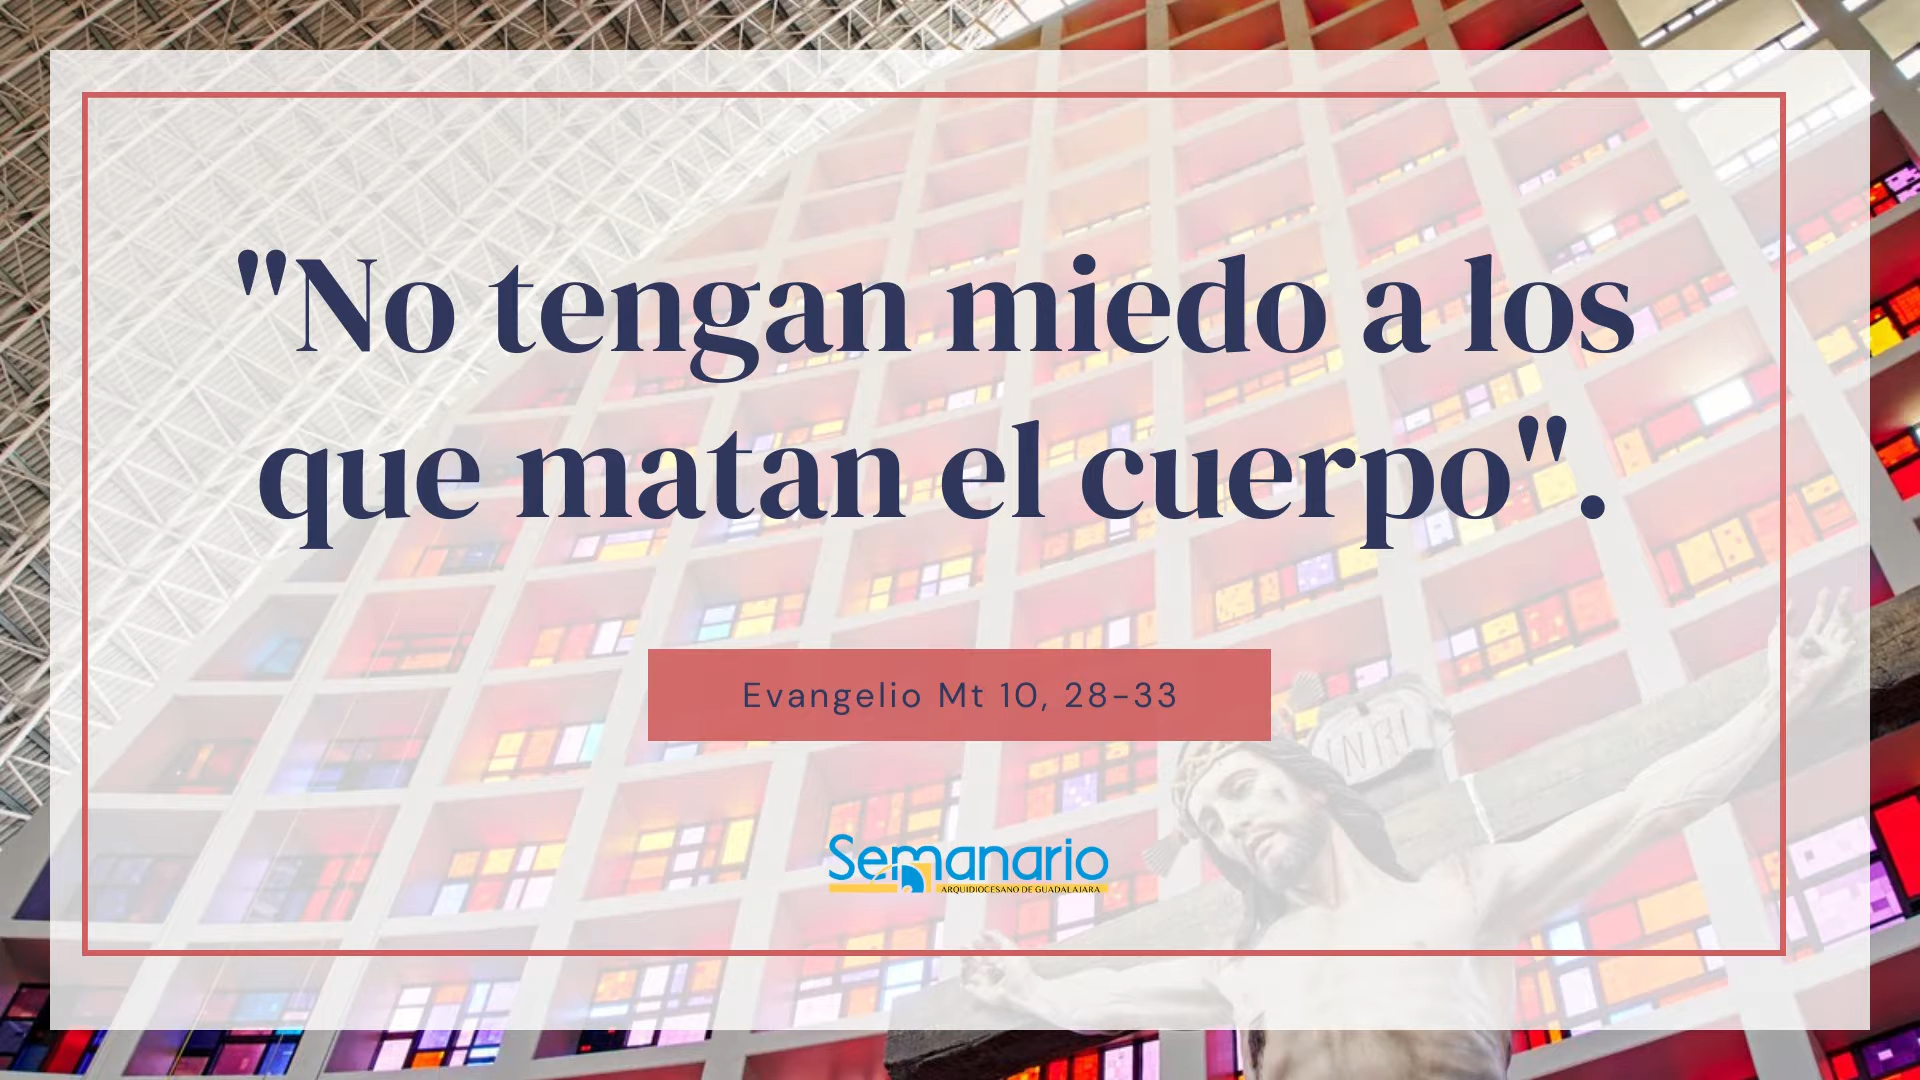 "No tengan miedo a los
que matan el cuerpo".
Evangelio Mt 10, 28-33
INRI
Semanario
ARQUIDIOCESANO DE GUADALAJARA